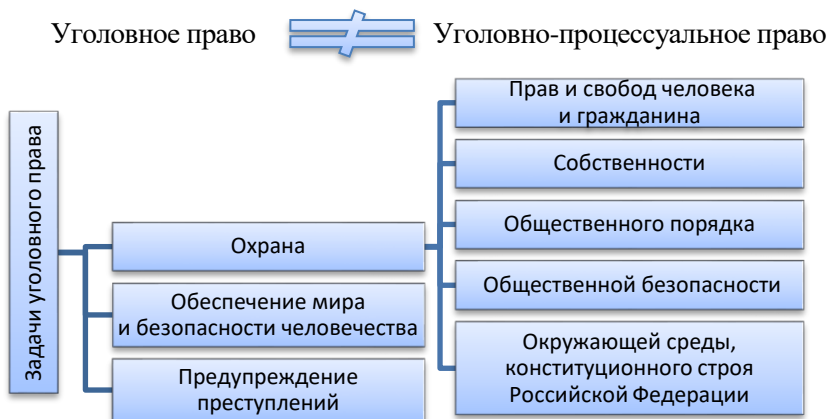 Уголовное право
Уголовно-процессуальное право
Задачи уголовного права
Охрана
Обеспечение мира
и безопасности человечества
Предупреждение
преступлений
Прав и свобод человека
и гражданина
Собственности
Общественного порядка
Общественной безопасности
Окружающей среды,
конституционного строя
Российской Федерации